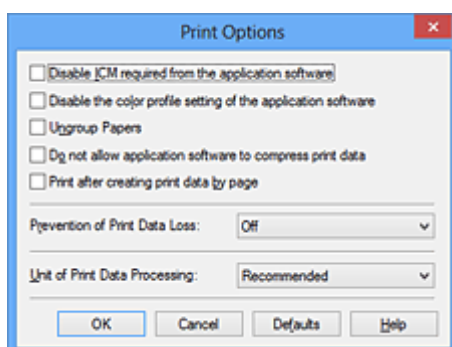 Print Options
Disable ICM required from the application software
Disable the color profile setting of the application software
Ungroup Papers
Do not allow application software to compress print data
Print after creating print data by page
Prevention of Print Data Loss: Off
Unit of Print Data Processing: Recommended
OK Cancel Defaults Help